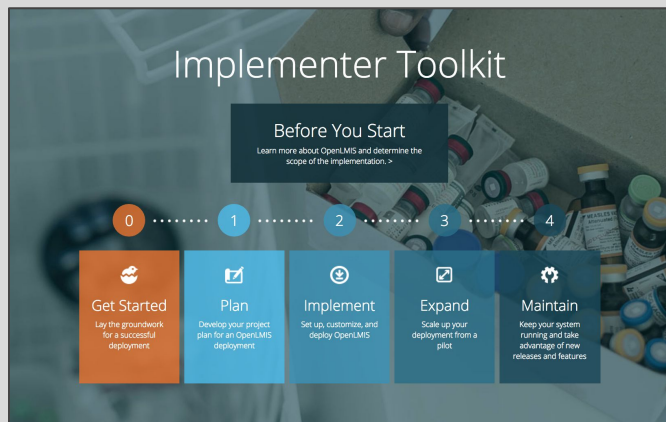 Implementer Toolkit
Before You Start
Learn more about OpenLMIS and determine the
scope of the implementation. >
0
1
2
3
4
Get Started
Lay the groundwork
for a successful
deployment
Plan
Develop your project
plan for an OpenLMIS
deployment
Implement
Set up, customize, and
deploy OpenLMIS
Expand
Scale up your
deployment from a
pilot
Maintain
Keep your system
running and take
advantage of new
releases and features
MEASLES